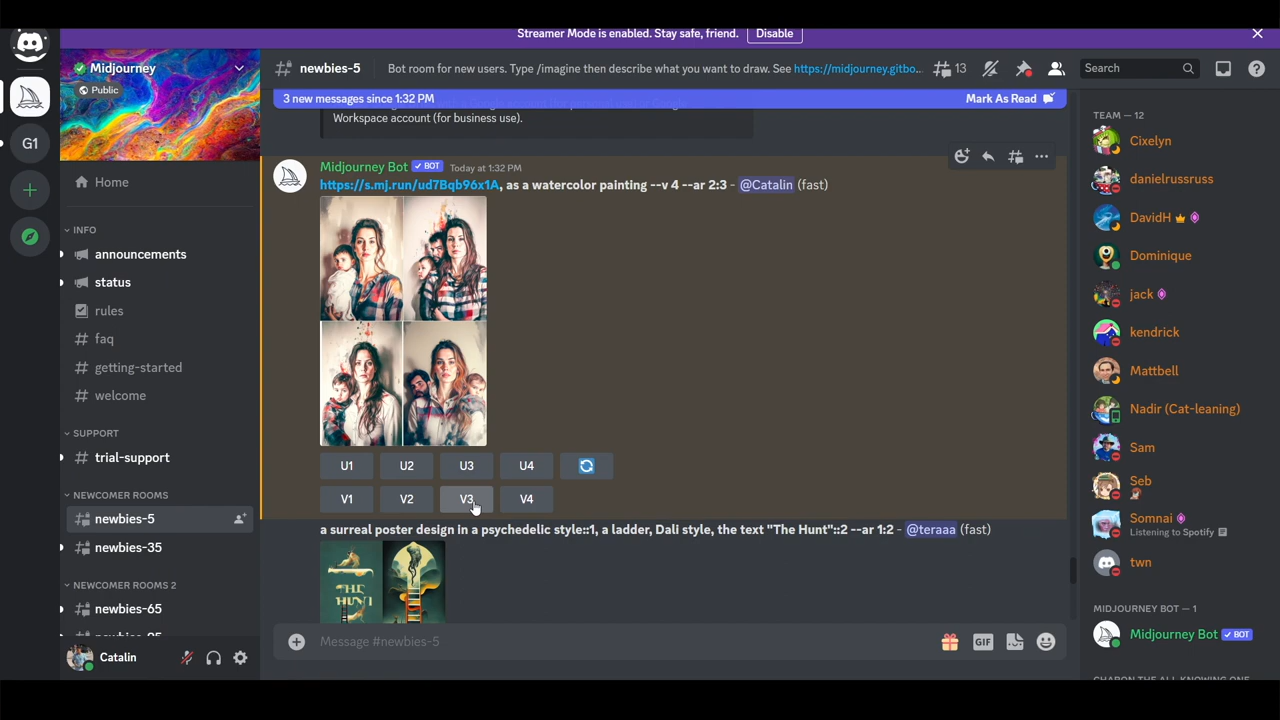 Streamer Mode is enabled. Stay safe, friend. Disable
Midjourney
Public
G1
Home
INFO
announcements
status
rules
faq
getting-started
welcome
SUPPORT
trial-support
NEWCOMER ROOMS
newbies-5
newbies-35
NEWCOMER ROOMS 2
newbies-65
Catalin
newbies-5 Bot room for new users. Type /imagine then describe what you want to draw. See https://midjourney.gitbo... 13 Search
3 new messages since 1:32 PM Mark As Read
Workspace account (for business use).
Midjourney Bot BOT Today at 1:32 PM
https://s.mj.run/ud7Bqb96x1A, as a watercolor painting --v 4 --ar 2:3 - @Catalin (fast)
U1 U2 U3 U4
V1 V2 V3 V4
a surreal poster design in a psychedelic style::1, a ladder, Dali style, the text "The Hunt"::2 --ar 1:2 - @teraaa (fast)
THE
HUNT
Message #newbies-5
GIF
TEAM — 12
Cixelyn
danielrussruss
DavidH
Dominique
jack
kendrick
Mattbell
Nadir (Cat-leaning)
Sam
Seb
Somnai
Listening to Spotify
twn
MIDJOURNEY BOT — 1
Midjourney Bot BOT